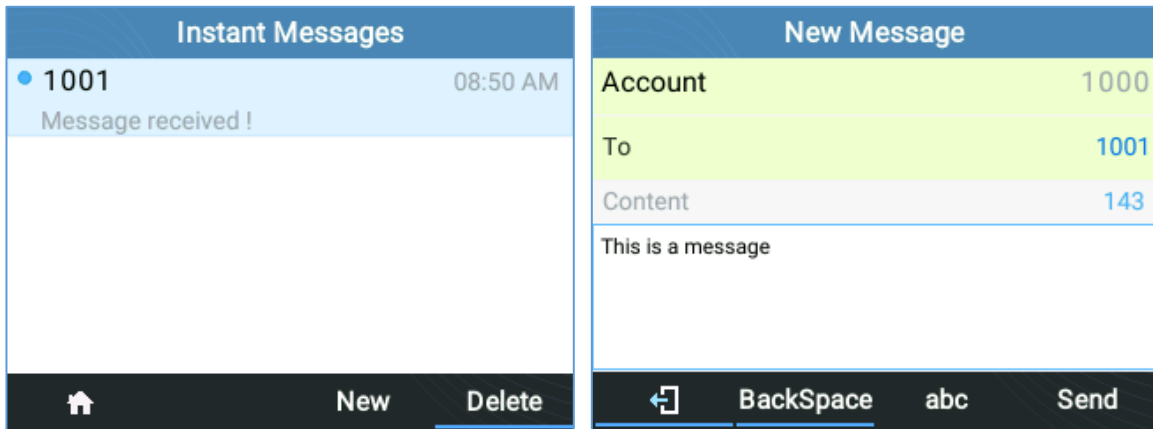 Instant Messages
1001 08:50 AM
Message received !
New Delete
New Message
Account 1000
To 1001
Content 143
This is a message
BackSpace abc Send